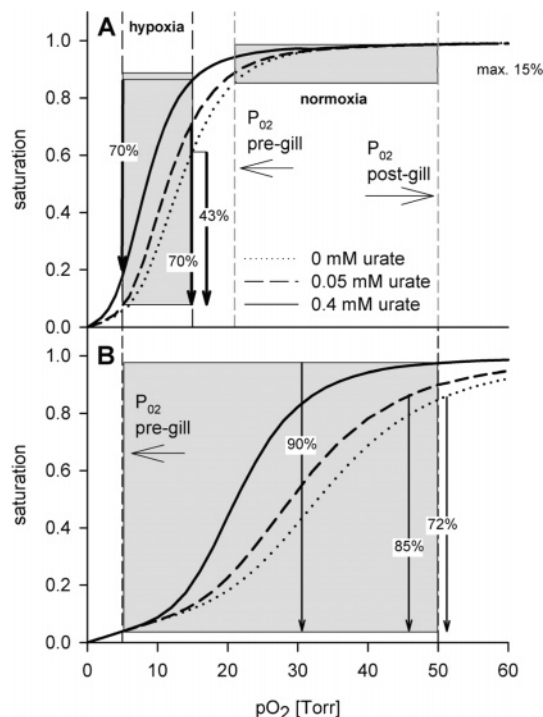 A
hypoxia
1.0
0.8
0.6
0.4
0.2
0.0
saturation
70%
70%
43%
normoxia
max. 15%
P02
pre-gill
P02
post-gill
0 mM urate
0.05 mM urate
0.4 mM urate
B
1.0
0.8
0.6
0.4
0.2
0.0
saturation
P02
pre-gill
90%
85%
72%
0 10 20 30 40 50 60
pO2 [Torr]